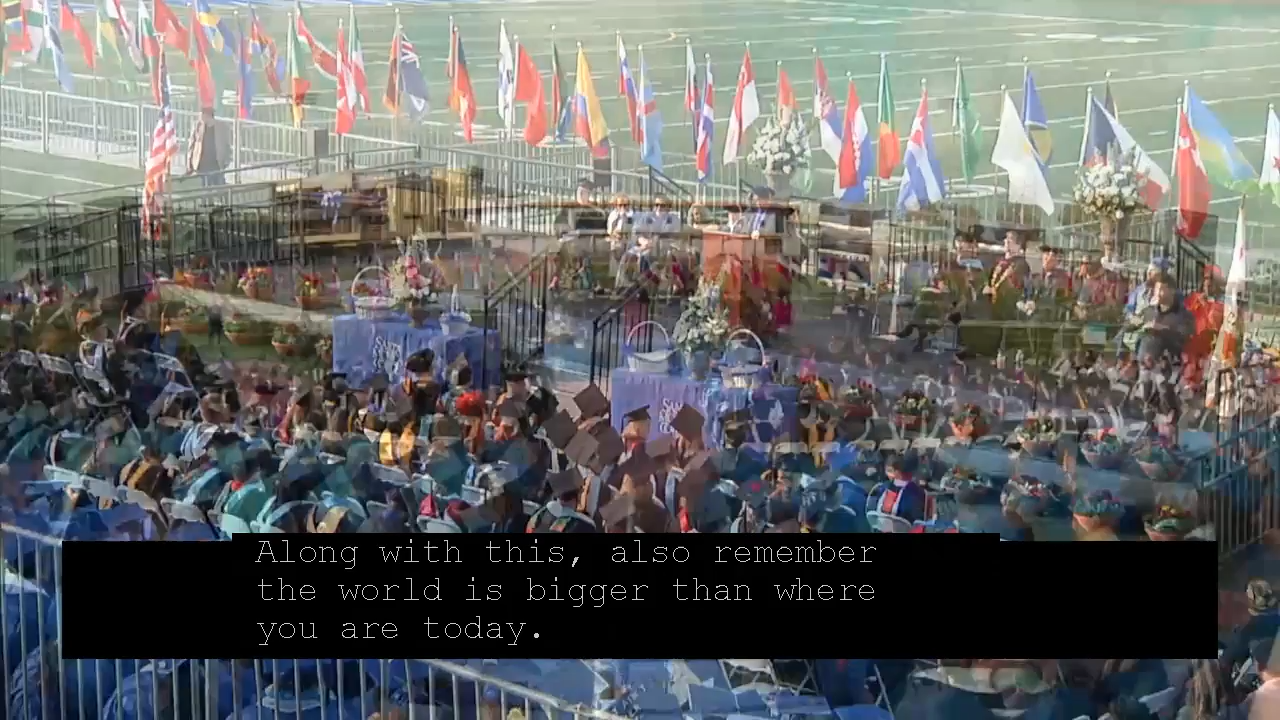 Along with this, also remember
the world is bigger than where
you are today.